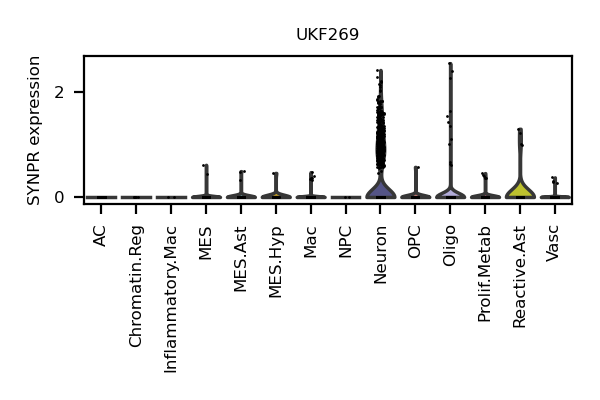 UKF269
SYNPR expression
2
0
AC
Chromatin.Reg
Inflammatory.Mac
MES
MES.Ast
MES.Hyp
Mac
NPC
Neuron
OPC
Oligo
Prolif.Metab
Reactive.Ast
Vasc